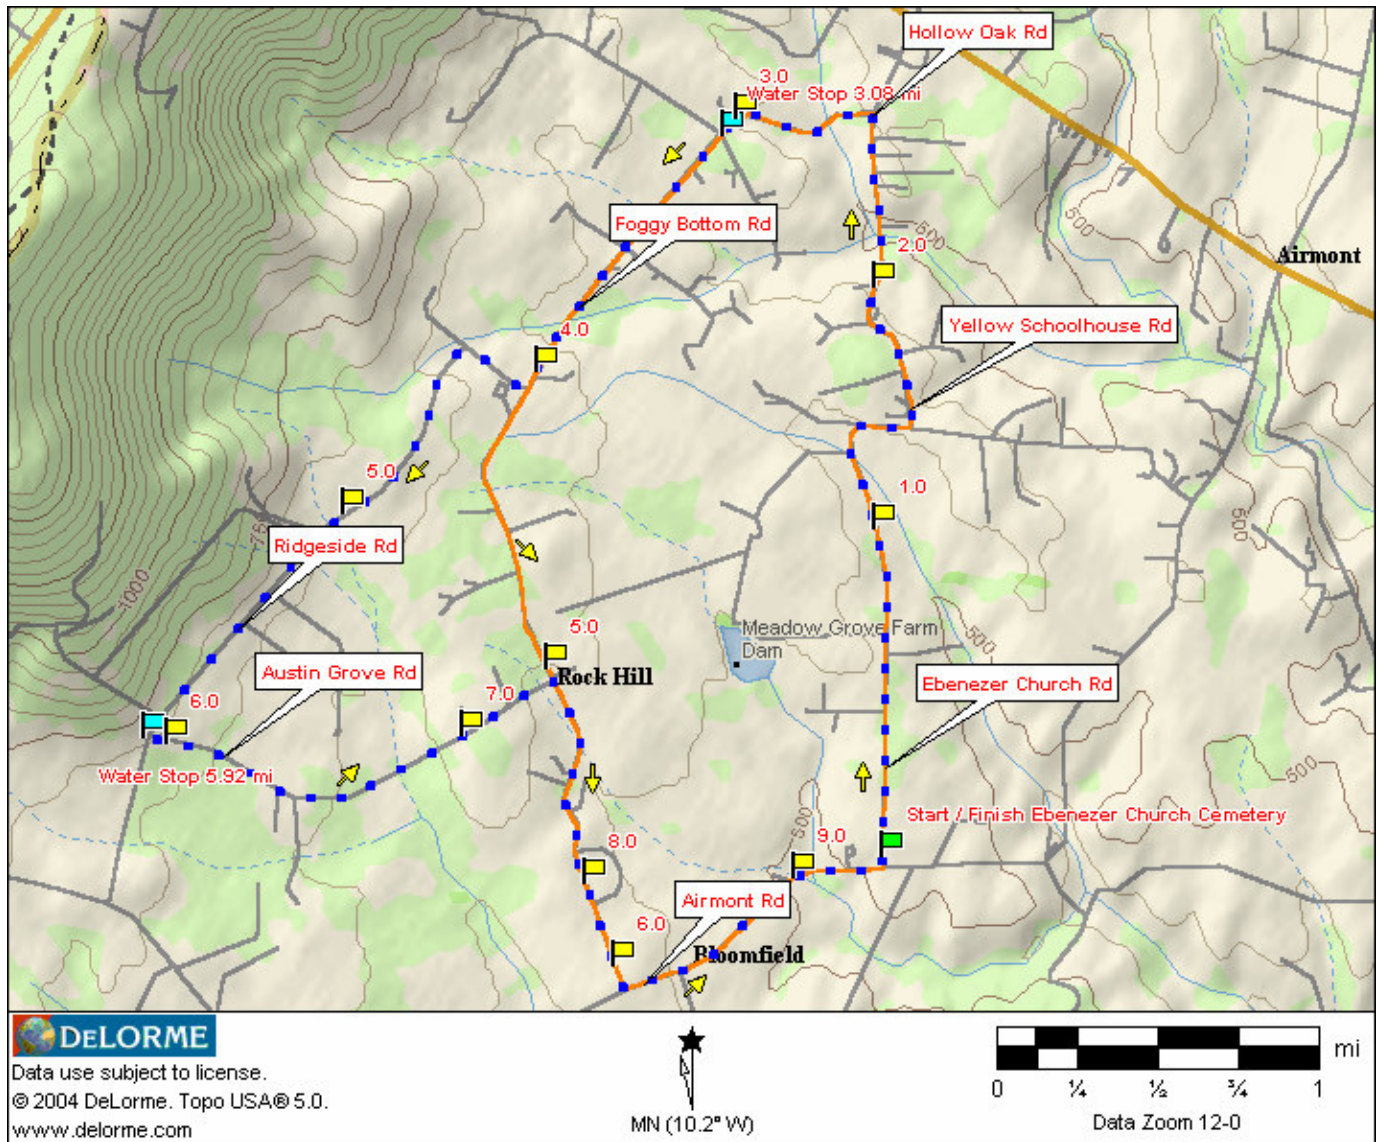 Hollow Oak Rd
3.0
Water Stop 3.08 mi
Foggy Bottom Rd
500
500
2.0
Airmont
Yellow Schoolhouse Rd
4.0
5.0
1.0
500
750
Ridgeside Rd
1000
5.0
Meadow Grove Farm
Dam
500
Rock Hill
Austin Grove Rd
Ebenezer Church Rd
7.0
6.0
Water Stop 5.92 mi
500
Start / Finish Ebenezer Church Cemetery
500
9.0
8.0
Airmont Rd
6.0
Bloomfield
DELORME
Data use subject to license.
© 2004 DeLorme. Topo USA® 5.0.
www.delorme.com
MN (10.2° W)
mi
0 ¼ ½ ¾ 1
Data Zoom 12-0